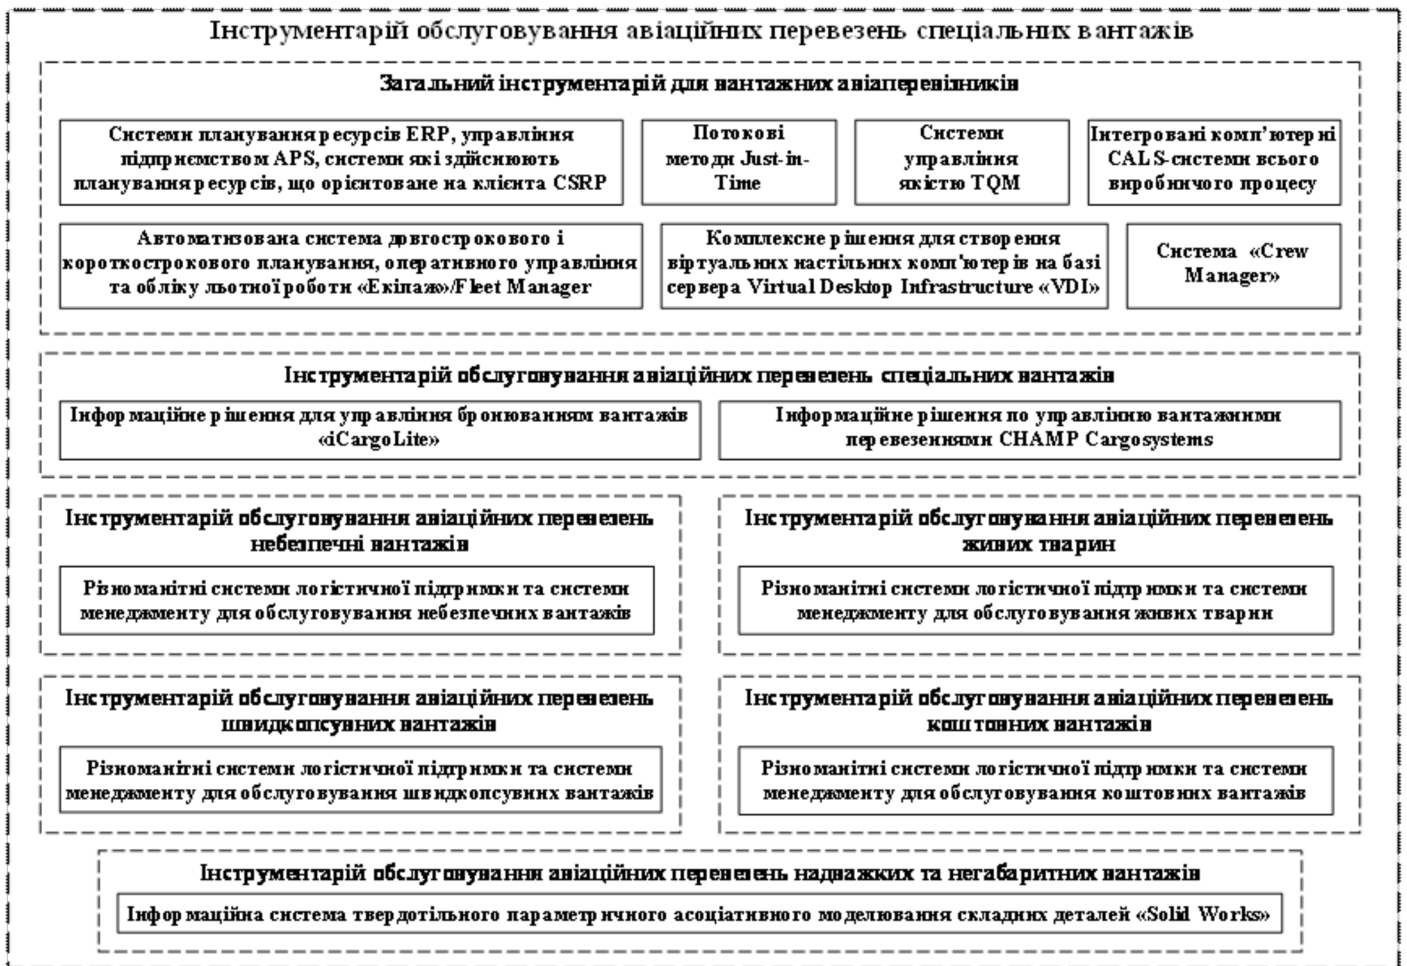 Інструментарій обслуговування авіаційних перевезень спеціальних вантажів
Загальний інструментарій для вантажних авіаперевізників
Системи планування ресурсів ERP, управління
підприємством APS, системи які здійснюють
планування ресурсів, що орієнтоване на клієнта CSRP
Потокові
методи Just-in-
Time
Системи
управління
якістю TQM
Інтегровані комп’ютерні
CALS-системи всього
виробничого процесу
Автоматизована система довгострокового і
короткострокового планування, оперативного управління
та обліку льотної роботи «Екіпаж»/Fleet Manager
Комплексне рішення для створення
віртуальних настільних комп'ютерів на базі
сервера Virtual Desktop Infrastructure «VDI»
Система «Crew
Manager»
Інструментарій обслуговування авіаційних перевезень спеціальних вантажів
Інформаційне рішення для управління бронюванням вантажів
«iCargoLite»
Інформаційне рішення по управлінню вантажними
перевезеннями CHAMP Cargosystems
Інструментарій обслуговування авіаційних перевезень
небезпечні вантажів
Різноманітні системи логістичної підтримки та системи
менеджменту для обслуговування небезпечних вантажів
Інструментарій обслуговування авіаційних перевезень
живих тварин
Різноманітні системи логістичної підтримки та системи
менеджменту для обслуговування живих тварин
Інструментарій обслуговування авіаційних перевезень
швидкопсувних вантажів
Різноманітні системи логістичної підтримки та системи
менеджменту для обслуговування швидкопсувних вантажів
Інструментарій обслуговування авіаційних перевезень
коштовних вантажів
Різноманітні системи логістичної підтримки та системи
менеджменту для обслуговування коштовних вантажів
Інструментарій обслуговування авіаційних перевезень надважких та негабаритних вантажів
Інформаційна система твердотільного параметричного асоціативного моделювання складних деталей «Solid Works»